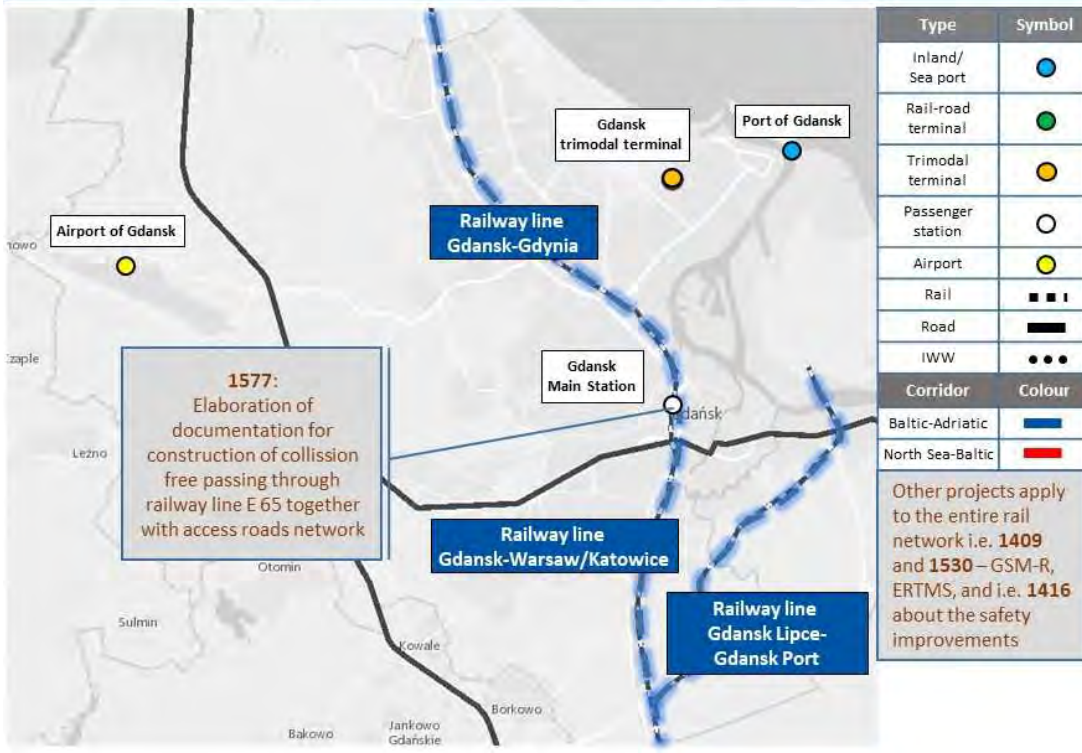 Gdansk
trimodal terminal
Port of Gdansk
Railway line
Gdansk-Gdynia
Airport of Gdansk
nowo
Czaple
Gdansk
Main Station
dańsk
1577:
Elaboration of
documentation for
construction of collission
free passing through
railway line E 65 together
with access roads network
Leźno
Otomin
Sulmin
Kowale
Bakowo
Jankowo
Gdańskie
Borkowo
Railway line
Gdansk-Warsaw/Katowice
Railway line
Gdansk Lipce-
Gdansk Port
Type Symbol
Inland/
Sea port
Rail-road
terminal
Trimodal
terminal
Passenger
station
Airport
Rail
Road
IWW
Corridor Colour
Baltic-Adriatic
North Sea-Baltic
Other projects apply
to the entire rail
network i.e. 1409
and 1530 – GSM-R,
ERTMS, and i.e. 1416
about the safety
improvements